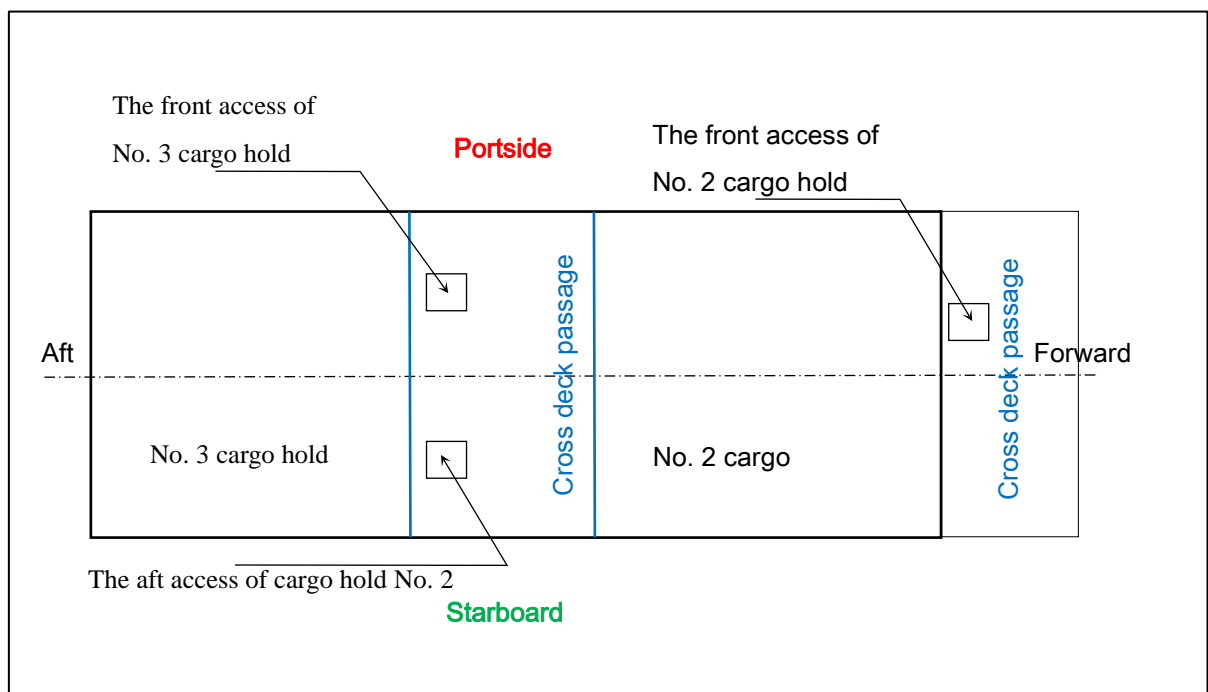 The front access of
No. 3 cargo hold
Portside
The front access of
No. 2 cargo hold
Cross deck passage
Cross deck passage
Aft
Forward
No. 3 cargo hold
No. 2 cargo
The aft access of cargo hold No. 2
Starboard